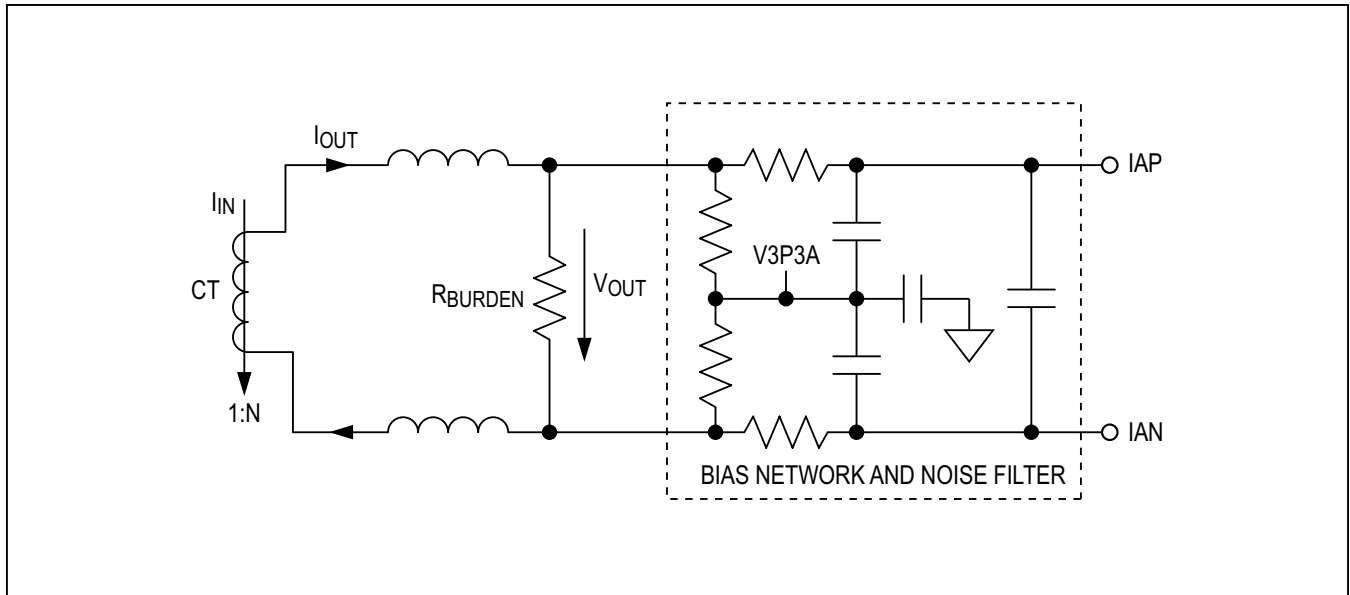 IOUT
IIN
CT
1:N
RBURDEN
VOUT
V3P3A
IAP
IAN
BIAS NETWORK AND NOISE FILTER